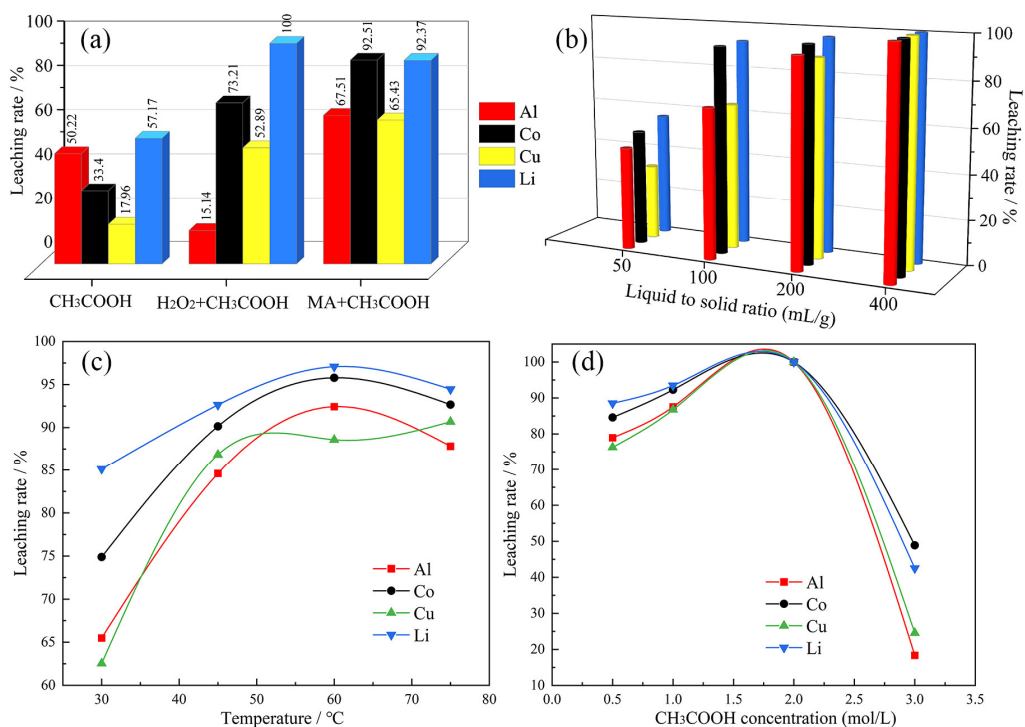 (a)
Leaching rate / %
100
80
60
40
20
0
50.22
33.4
17.96
57.17
15.14
73.21
52.89
100
67.51
92.51
65.43
92.37
CH3COOH
H2O2+CH3COOH
MA+CH3COOH
Al
Co
Cu
Li
(b)
Leaching rate / %
100
80
60
40
20
0
50
100
200
400
Liquid to solid ratio (mL/g)
(c)
Leaching rate / %
100
95
90
85
80
75
70
65
60
30
40
50
60
70
80
Temperature / °C
Al
Co
Cu
Li
(d)
Leaching rate / %
100
90
80
70
60
50
40
30
20
10
0.5
1.0
1.5
2.0
2.5
3.0
3.5
CH3COOH concentration (mol/L)
Al
Co
Cu
Li